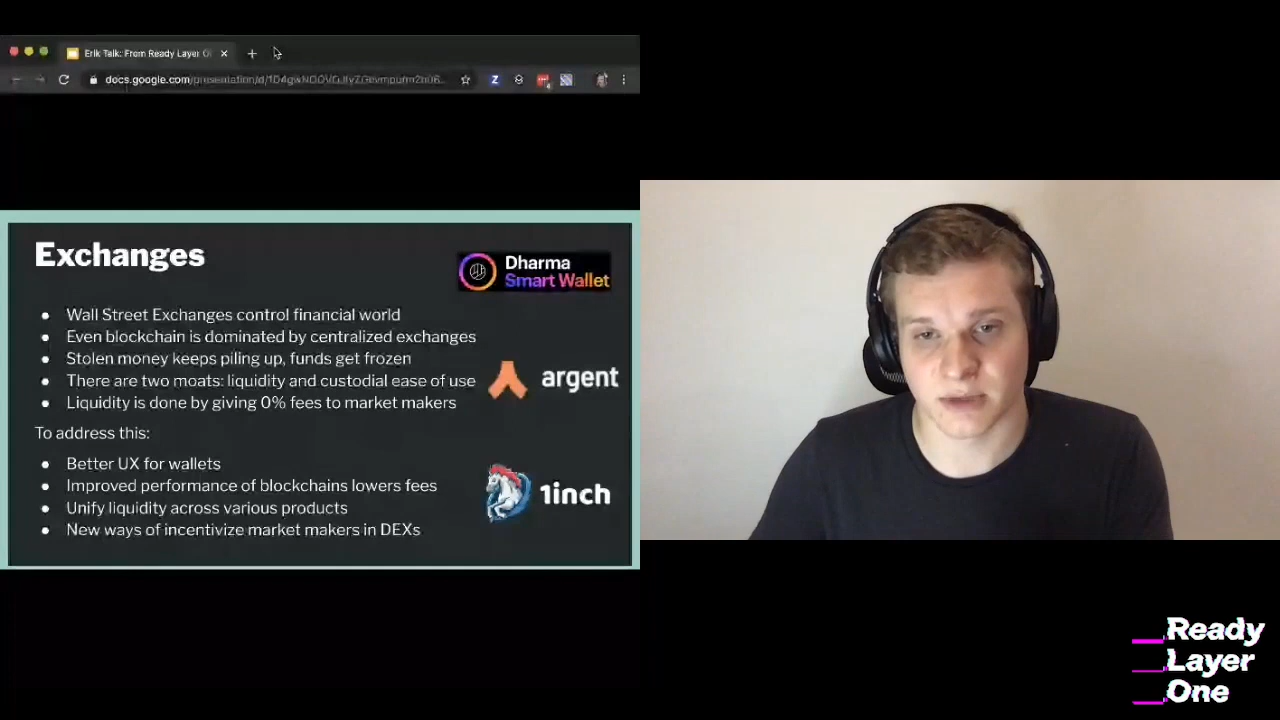 Erik Talk: From Ready Layer O
docs.google.com/presentation/d/
Exchanges
Dharma
Smart Wallet
Wall Street Exchanges control financial world
Even blockchain is dominated by centralized exchanges
Stolen money keeps piling up, funds get frozen
There are two moats: liquidity and custodial ease of use
argent
Liquidity is done by giving 0% fees to market makers
To address this:
Better UX for wallets
Improved performance of blockchains lowers fees
1inch
Unify liquidity across various products
New ways of incentivize market makers in DEXs
Ready
Layer
One